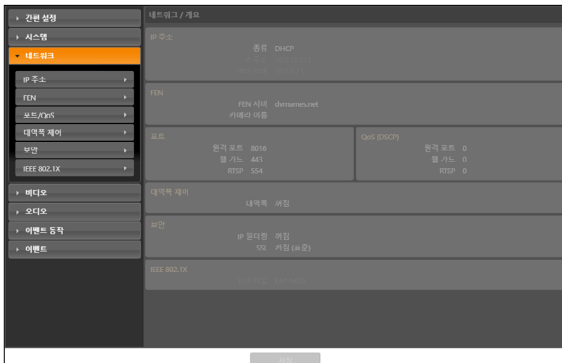 간편 설정
시스템
네트워크
IP 주소
FEN
포트/QoS
대역폭 제어
보안
IEEE 802.1X
비디오
오디오
이벤트 동작
이벤트
네트워크 / 개요
IP 주소
종류 DHCP
FEN
FEN 서버 dvrnames.net
카메라 이름
포트
원격 포트 8016
웹 가드 443
RTSP 554
QoS (DSCP)
원격 포트 0
웹 가드 0
RTSP 0
대역폭 제어
대역폭 꺼짐
보안
IP 필터링 꺼짐
SSL 꺼짐 (표준)
IEEE 802.1X